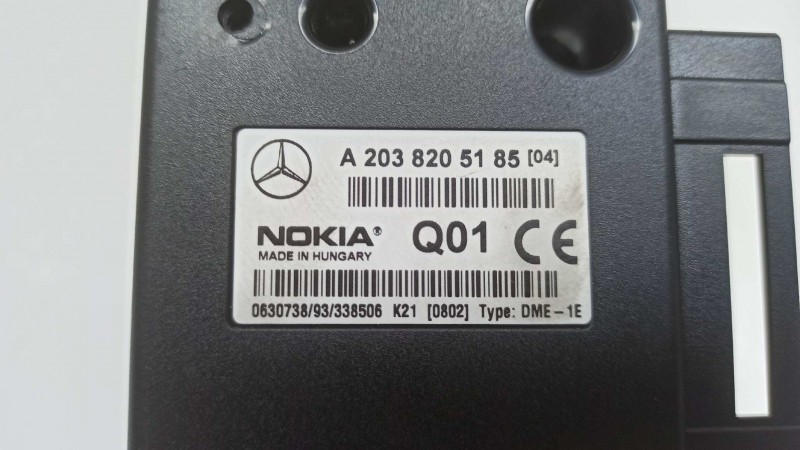 A 203 820 51 85 [04]
NOKIA® Q01 CE
MADE IN HUNGARY
0630738/93/338506 K21 [0802] Type: DME-1E